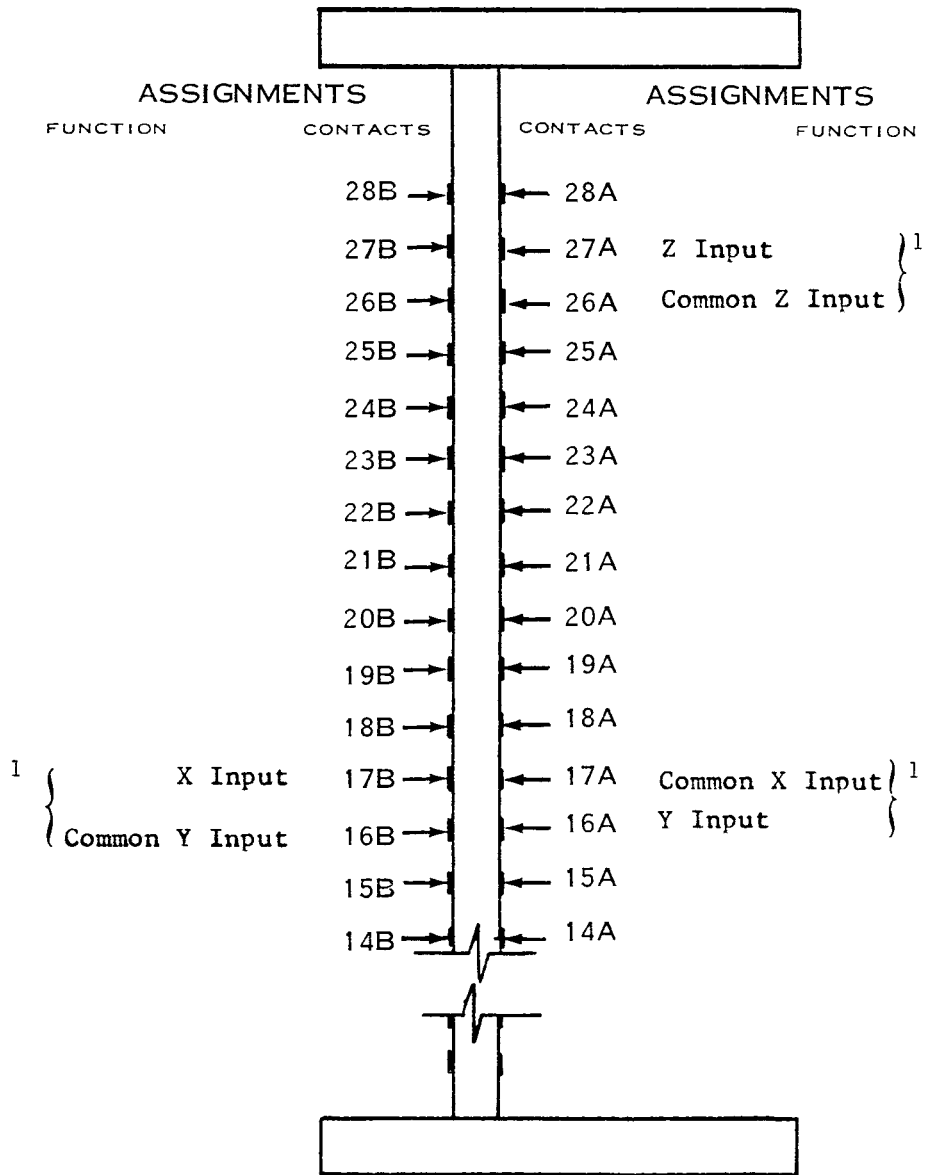 ASSIGNMENTS ASSIGNMENTS
FUNCTION CONTACTS CONTACTS FUNCTION
28B 28A
27B 27A Z Input 1
26B 26A Common Z Input
25B 25A
24B 24A
23B 23A
22B 22A
21B 21A
20B 20A
19B 19A
18B 18A
1 X Input 17B 17A Common X Input 1
Common Y Input 16B 16A Y Input
15B 15A
14B 14A